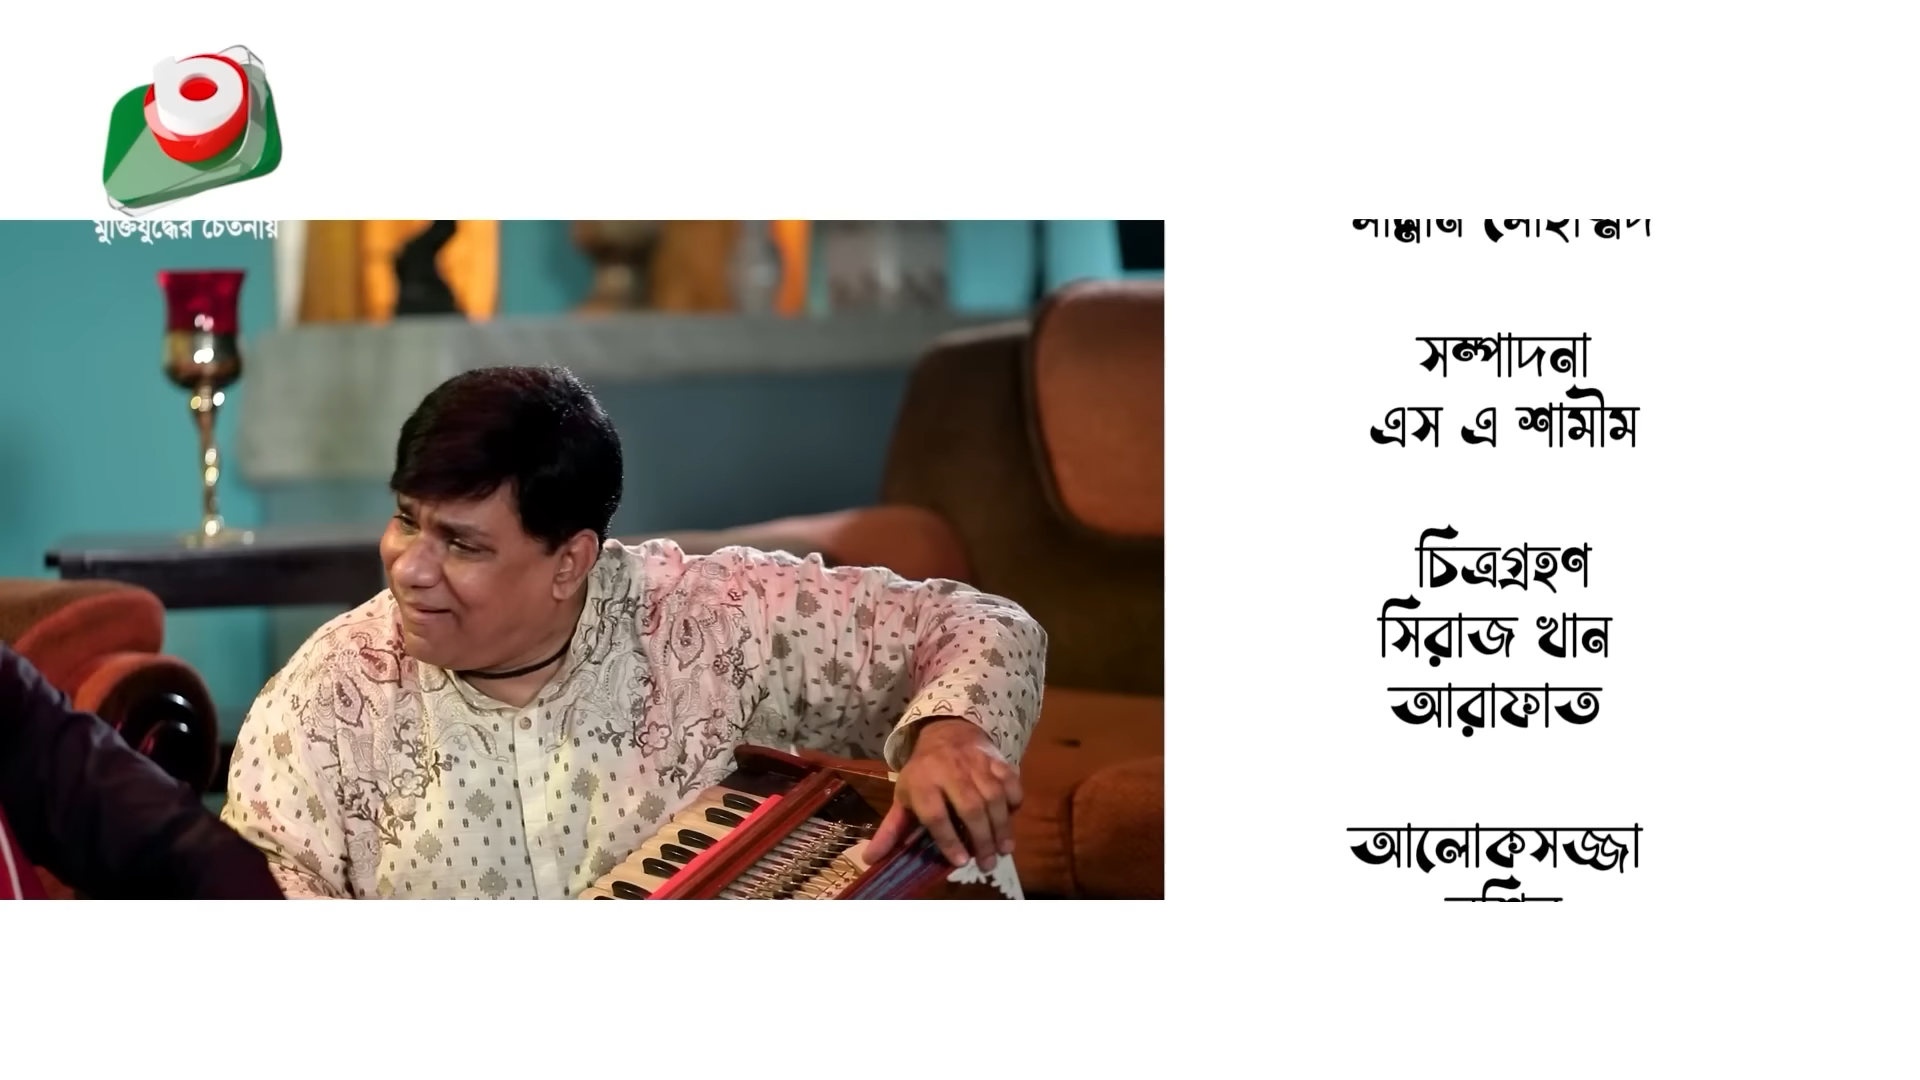 মুক্তিযুদ্ধের চেতনায়
সম্পাদনা
এস এ শামীম
চিত্রগ্রহণ
সিরাজ খান
আরাফাত
আলোকসজ্জা